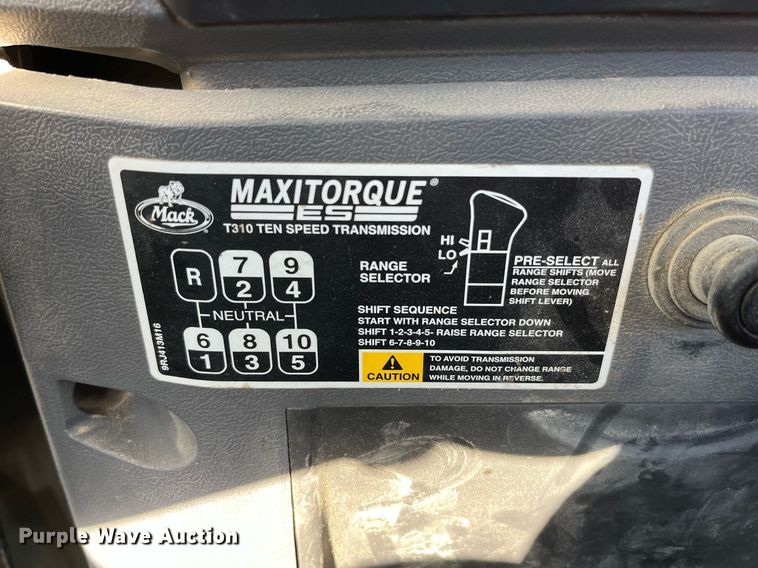 Mack
MAXITORQUE®
ES
T310 TEN SPEED TRANSMISSION
R 7 9
2 4
NEUTRAL
6 8 10
1 3 5
9RJ413M16
HI
LO
RANGE
SELECTOR
PRE-SELECT ALL
RANGE SHIFTS (MOVE
RANGE SELECTOR
BEFORE MOVING
SHIFT LEVER)
SHIFT SEQUENCE
START WITH RANGE SELECTOR DOWN
SHIFT 1-2-3-4-5- RAISE RANGE SELECTOR
SHIFT 6-7-8-9-10
CAUTION
TO AVOID TRANSMISSION
DAMAGE, DO NOT CHANGE RANGE
WHILE MOVING IN REVERSE.
Purple Wave Auction